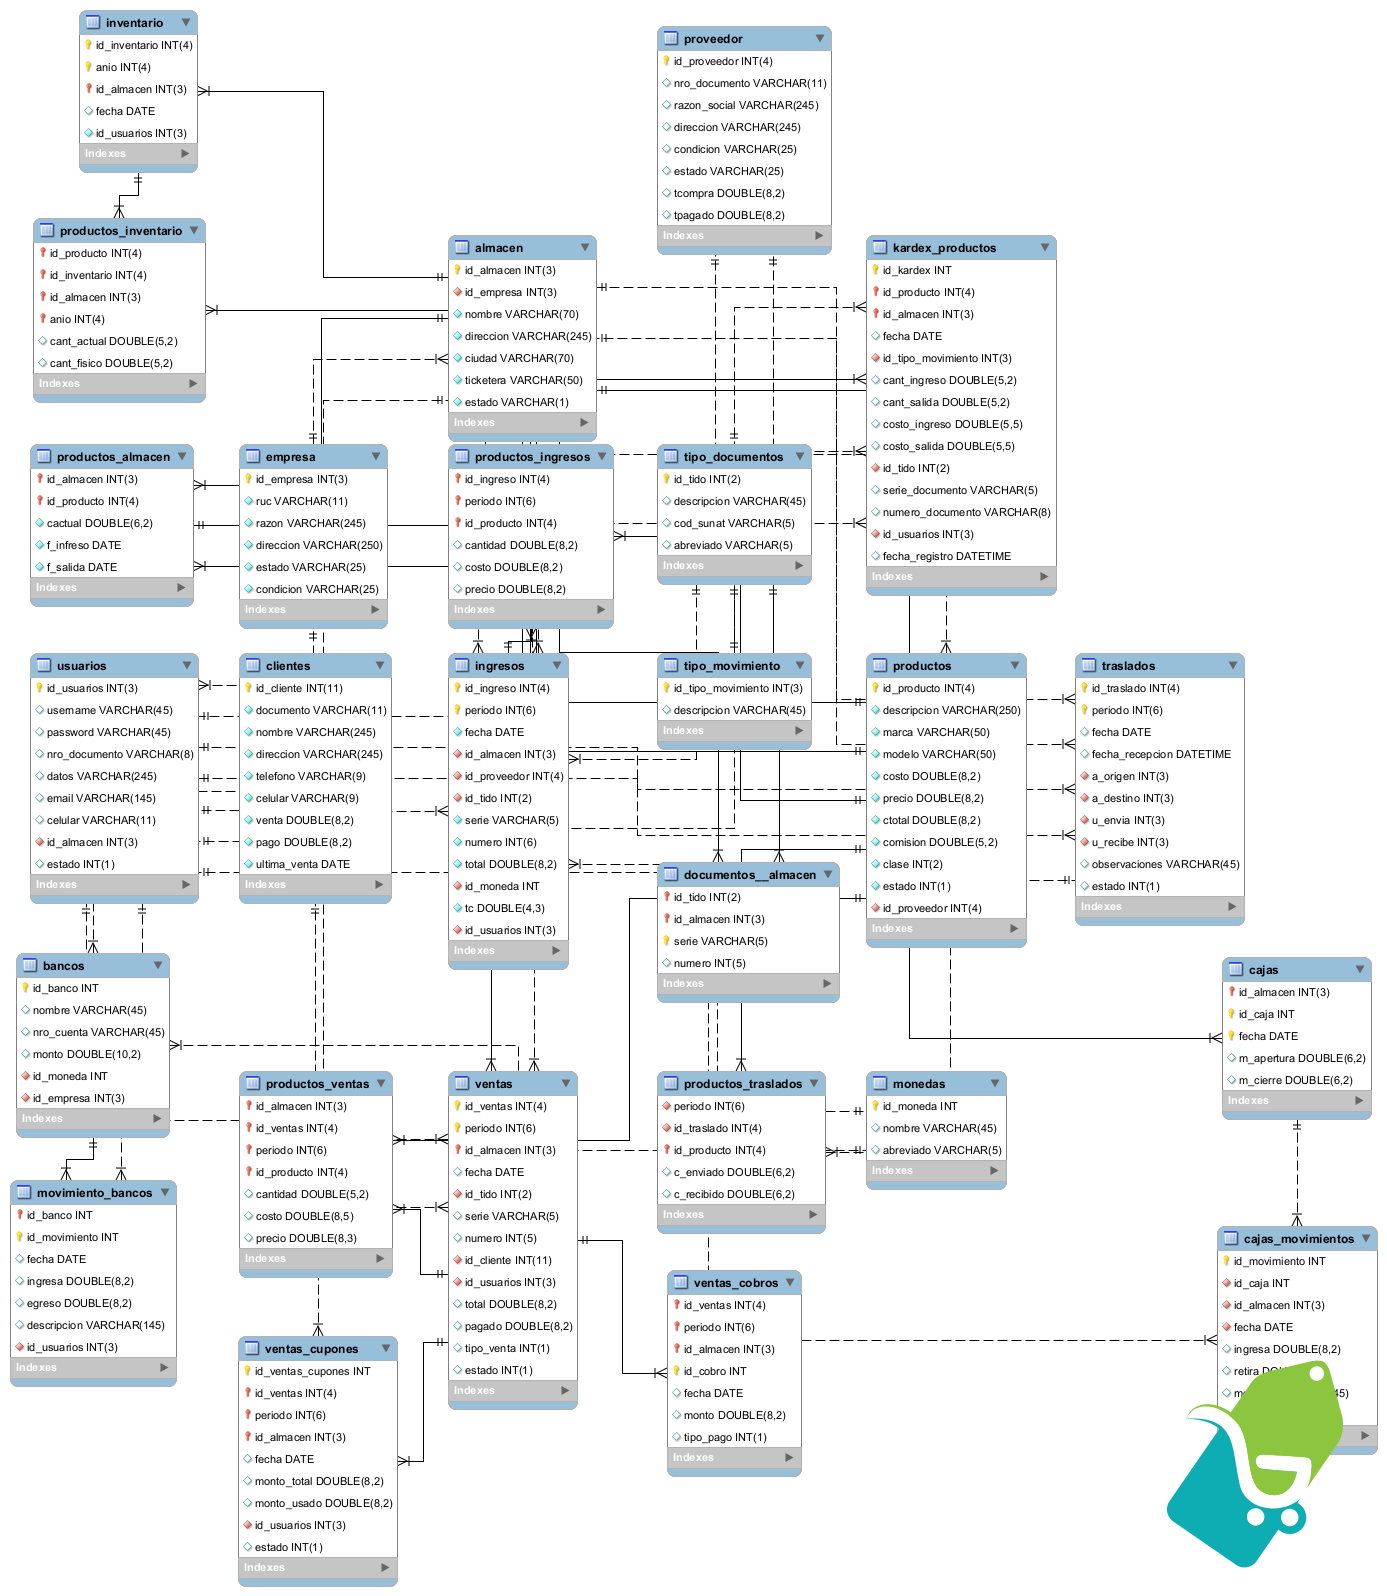 inventario
id_inventario INT(4)
anio INT(4)
id_almacen INT(3)
fecha DATE
id_usuarios INT(3)
Indexes
proveedor
id_proveedor INT(4)
nro_documento VARCHAR(11)
razon_social VARCHAR(245)
direccion VARCHAR(245)
condicion VARCHAR(25)
estado VARCHAR(25)
tcompra DOUBLE(8,2)
tpagado DOUBLE(8,2)
Indexes
productos_inventario
id_producto INT(4)
id_inventario INT(4)
id_almacen INT(3)
anio INT(4)
cant_actual DOUBLE(5,2)
cant_fisico DOUBLE(5,2)
Indexes
almacen
id_almacen INT(3)
id_empresa INT(3)
nombre VARCHAR(70)
direccion VARCHAR(245)
ciudad VARCHAR(70)
ticketera VARCHAR(50)
estado VARCHAR(1)
Indexes
kardex_productos
id_kardex INT
id_producto INT(4)
id_almacen INT(3)
fecha DATE
id_tipo_movimiento INT(3)
cant_ingreso DOUBLE(5,2)
cant_salida DOUBLE(5,2)
costo_ingreso DOUBLE(5,5)
costo_salida DOUBLE(5,5)
id_tido INT(2)
serie_documento VARCHAR(5)
numero_documento VARCHAR(8)
id_usuarios INT(3)
fecha_registro DATETIME
Indexes
productos_almacen
id_almacen INT(3)
id_producto INT(4)
cactual DOUBLE(6,2)
f_infreso DATE
f_salida DATE
Indexes
empresa
id_empresa INT(3)
ruc VARCHAR(11)
razon VARCHAR(245)
direccion VARCHAR(250)
estado VARCHAR(25)
condicion VARCHAR(25)
Indexes
productos_ingresos
id_ingreso INT(4)
periodo INT(6)
id_producto INT(4)
cantidad DOUBLE(8,2)
costo DOUBLE(8,2)
precio DOUBLE(8,2)
Indexes
tipo_documentos
id_tido INT(2)
descripcion VARCHAR(45)
cod_sunat VARCHAR(5)
abreviado VARCHAR(5)
Indexes
usuarios
id_usuarios INT(3)
username VARCHAR(45)
password VARCHAR(45)
nro_documento VARCHAR(8)
datos VARCHAR(245)
email VARCHAR(145)
celular VARCHAR(11)
id_almacen INT(3)
estado INT(1)
Indexes
clientes
id_cliente INT(11)
documento VARCHAR(11)
nombre VARCHAR(245)
direccion VARCHAR(245)
telefono VARCHAR(9)
celular VARCHAR(9)
venta DOUBLE(8,2)
pago DOUBLE(8,2)
ultima_venta DATE
Indexes
ingresos
id_ingreso INT(4)
periodo INT(6)
fecha DATE
id_almacen INT(3)
id_proveedor INT(4)
id_tido INT(2)
serie VARCHAR(5)
numero INT(6)
total DOUBLE(8,2)
id_moneda INT
tc DOUBLE(4,3)
id_usuarios INT(3)
Indexes
tipo_movimiento
id_tipo_movimiento INT(3)
descripcion VARCHAR(45)
Indexes
productos
id_producto INT(4)
descripcion VARCHAR(250)
marca VARCHAR(50)
modelo VARCHAR(50)
costo DOUBLE(8,2)
precio DOUBLE(8,2)
ctotal DOUBLE(8,2)
comision DOUBLE(5,2)
clase INT(2)
estado INT(1)
id_proveedor INT(4)
Indexes
traslados
id_traslado INT(4)
periodo INT(6)
fecha DATE
fecha_recepcion DATETIME
a_origen INT(3)
a_destino INT(3)
u_envia INT(3)
u_recibe INT(3)
observaciones VARCHAR(45)
estado INT(1)
Indexes
documentos__almacen
id_tido INT(2)
id_almacen INT(3)
serie VARCHAR(5)
numero INT(5)
Indexes
bancos
id_banco INT
nombre VARCHAR(45)
nro_cuenta VARCHAR(45)
monto DOUBLE(10,2)
id_moneda INT
id_empresa INT(3)
Indexes
cajas
id_almacen INT(3)
id_caja INT
fecha DATE
m_apertura DOUBLE(6,2)
m_cierre DOUBLE(6,2)
Indexes
productos_ventas
id_almacen INT(3)
id_ventas INT(4)
periodo INT(6)
id_producto INT(4)
cantidad DOUBLE(5,2)
costo DOUBLE(8,5)
precio DOUBLE(8,3)
Indexes
ventas
id_ventas INT(4)
periodo INT(6)
id_almacen INT(3)
fecha DATE
id_tido INT(2)
serie VARCHAR(5)
numero INT(5)
id_cliente INT(11)
id_usuarios INT(3)
total DOUBLE(8,2)
pagado DOUBLE(8,2)
tipo_venta INT(1)
estado INT(1)
Indexes
productos_traslados
periodo INT(6)
id_traslado INT(4)
id_producto INT(4)
c_enviado DOUBLE(6,2)
c_recibido DOUBLE(6,2)
Indexes
monedas
id_moneda INT
nombre VARCHAR(45)
abreviado VARCHAR(5)
Indexes
movimiento_bancos
id_banco INT
id_movimiento INT
fecha DATE
ingresa DOUBLE(8,2)
egreso DOUBLE(8,2)
descripcion VARCHAR(145)
id_usuarios INT(3)
Indexes
cajas_movimientos
id_movimiento INT
id_caja INT
id_almacen INT(3)
fecha DATE
ingresa DOUBLE(8,2)
retira
ventas_cobros
id_ventas INT(4)
periodo INT(6)
id_almacen INT(3)
id_cobro INT
fecha DATE
monto DOUBLE(8,2)
tipo_pago INT(1)
Indexes
ventas_cupones
id_ventas_cupones INT
id_ventas INT(4)
periodo INT(6)
id_almacen INT(3)
fecha DATE
monto_total DOUBLE(8,2)
monto_usado DOUBLE(8,2)
id_usuarios INT(3)
estado INT(1)
Indexes